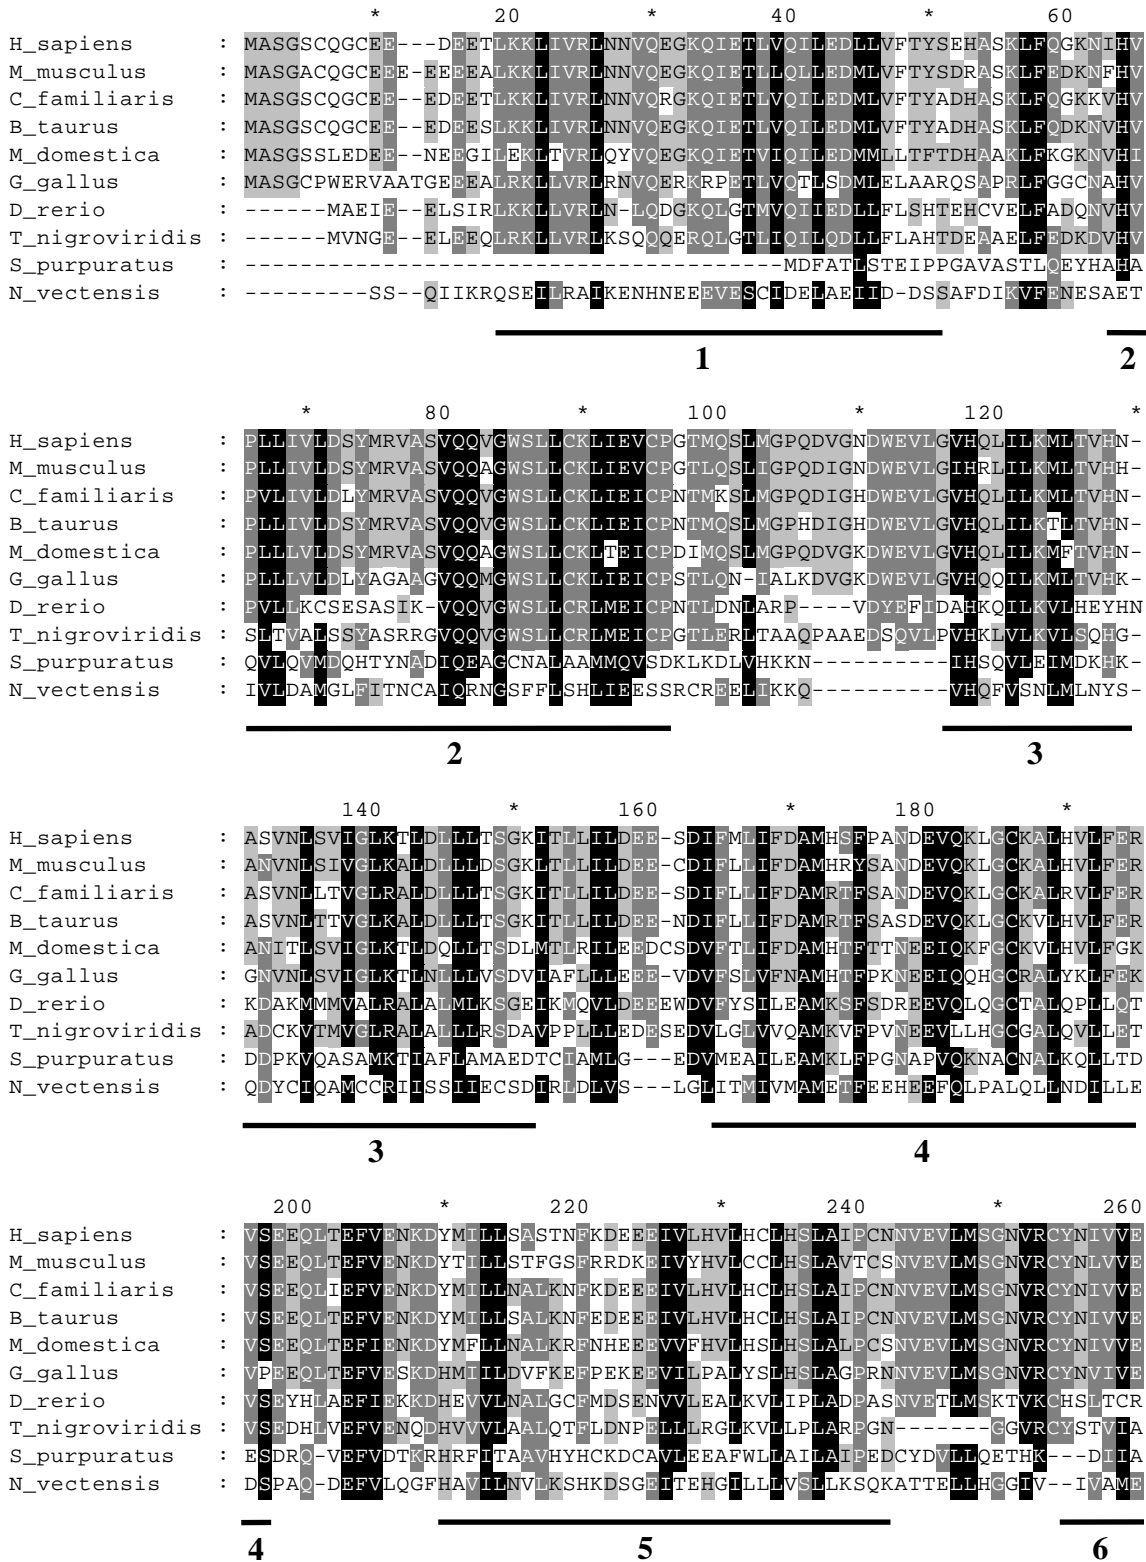 * 20 * 40 * 60
H_sapiens : MASGSCQGCEE---DEETLKKLIVRLNNVQEGKQIETLVQILEDLLVFTYSEHASKLFQGKNIHV
M_musculus : MASGACQGCEEE-EEEEALKKLIVRLNNVQEGKQIETLLQLLEDMLVFTYSDRASKLFEDKNFHV
C_familiaris : MASGSCQGCEE--EDEETLKKLIVRLNNVQRGKQIETLVQILEDMLVFTYADHASKLFQGKKVHV
B_taurus : MASGSCQGCEE--EDEESLKKLIVRLNNVQEGKQIETLVQILEDMLVFTYADHASKLFQDKNVHV
M_domestica : MASGSSLEDEE--NEEGILEKLTVRLQYVQEGKQIETVIQILEDMMLLTFTDHAAKLFKGKNVHI
G_gallus : MASGCPWERVAATGEEEALRKLLVRLRNVQERKRPETLVQTLSDMLELAARQSAPRLFGGCNAHV
D_rerio : ------MAEIE--ELSIRLKKLLVRLN-LQDGKQLGTMVQIIEDLLFLSHTEHCVELFADQNVHV
T_nigroviridis : ------MVNGE--ELEEQLRKLLVRLKSQQQERQLGTLIQILQDLLFLAHTDEAAELFEDKDVHV
S_purpuratus : ---------------------------------------MDFATLSTEIPPGAVASTLQEYHAHA
N_vectensis : ---------SS--QIIKRQSEILRAIKENHNEEEVESCIDELAEIID-DSSAFDIKVFENESAET
1 2
* 80 * 100 * 120 *
H_sapiens : PLLIVLDSYMRVASVQQVGWSLLCKLIEVCPGTMQSLMGPQDVGNDWEVLGVHQLILKMLTVHN-
M_musculus : PLLIVLDSYMRVASVQQAGWSLLCKLIEVCPGTLQSLIGPQDIGNDWEVLGIHRLILKMLTVHH-
C_familiaris : PVLIVLDLYMRVASVQQVGWSLLCKLIEICPNTMKSLMGPQDIGHDWEVLGVHQLILKMLTVHN-
B_taurus : PLLIVLDSYMRVASVQQVGWSLLCKLIEICPNTMQSLMGPHDIGHDWEVLGVHQLILKTLTVHN-
M_domestica : PLLLVLDSYMRVASVQQAGWSLLCKLTEICPDIMQSLMGPQDVGKDWEVLGVHQLILKMFTVHN-
G_gallus : PLLLVLDLYAGAAGVQQMGWSLLCKLIEICPSTLQN-IALKDVGKDWEVLGVHQQILKMLTVHK-
D_rerio : PVLLKCSESASIK-VQQVGWSLLCRLMEICPNTLDNLARP----VDYEFIDAHKQILKVLHEYHN
T_nigroviridis : SLTVALSSYASRRGVQQVGWSLLCRLMEICPGTLERLTAAQPAAEDSQVLPVHKLVLKVLSQHG-
S_purpuratus : QVLQVMDQHTYNADIQEAGCNALAAMMQVSDKLKDLVHKKN----------IHSQVLEIMDKHK-
N_vectensis : IVLDAMGLFITNCAIQRNGSFFLSHLIEESSRCREELIKKQ----------VHQFVSNLMLNYS-
2 3
140 * 160 * 180 *
H_sapiens : ASVNLSVIGLKTLDLLLTSGKITLLILDEE-SDIFMLIFDAMHSFPANDEVQKLGCKALHVLFER
M_musculus : ANVNLSIVGLKALDLLLDSGKLTLLILDEE-CDIFLLIFDAMHRYSANDEVQKLGCKALHVLFER
C_familiaris : ASVNLLTVGLRALDLLLTSGKITLLILDEE-SDIFLLIFDAMRTFSANDEVQKLGCKALRVLFER
B_taurus : ASVNLTTVGLKALDLLLTSGKITLLILDEE-NDIFLLIFDAMRTFSASDEVQKLGCKVLHVLFER
M_domestica : ANITLSVIGLKTLDQLLTSDLMTLRILEEDCSDVFTLIFDAMHTFTTNEEIQKFGCKVLHVLFGK
G_gallus : GNVNLSVIGLKTLNLLLVSDVIAFLLLEEE-VDVFSLVFNAMHTFPKNEEIQQHGCRALYKLFEK
D_rerio : KDAKMMMVALRALALMLKSGEIKMQVLDEEEWDVFYSILEAMKSFSDREEVQLQGCTALQPLLQT
T_nigroviridis : ADCKVTMVGLRALALLLRSDAVPPLLLEDESEDVLGLVVQAMKVFPVNEEVLLHGCGALQVLLET
S_purpuratus : DDPKVQASAMKTIAFLAMAEDTCIAMLG---EDVMEAILEAMKLFPGNAPVQKNACNALKQLLTD
N_vectensis : QDYCIQAMCCRIISSIIECSDIRLDLVS---LGLITMIVMAMETFEEHEEFQLPALQLLNDILLE
3 4
200 * 220 * 240 * 260
H_sapiens : VSEEQLTEFVENKDYMILLSASTNFKDEEEIVLHVLHCLHSLAIPCNNVEVLMSGNVRCYNIVVE
M_musculus : VSEEQLTEFVENKDYTILLSTFGSFRRDKEIVYHVLCCLHSLAVTCSNVEVLMSGNVRCYNLVVE
C_familiaris : VSEEQLIEFVENKDYMILLNALKNFKDEEEIVLHVLHCLHSLAIPCNNVEVLMSGNVRCYNIVVE
B_taurus : VSEEQLTEFVENKDYMILLSALKNFEDEEEIVLHVLHCLHSLAIPCNNVEVLMSGNVRCYNIVVE
M_domestica : VSEEQLTEFIENKDYMFLLNALKRFNHEEEVVFHVLHSLHSLALPCSNVEVLMSGNVRCYNIVVE
G_gallus : VPEEQLTEFVESKDHMIILDVFKEFPEKEEVILPALYSLHSLAGPRNNVEVLMSGNVRCYNVIVE
D_rerio : VSEYHLAEFIEKKDHEVVLNALGCFMDSENVVLEALKVLIPLADPASNVETLMSKTVKCHSLTCR
T_nigroviridis : VSEDHLVEFVENQDHVVVLAALQTFLDNPELLLRGLKVLLPLARPGN-------GGVRCYSTVIA
S_purpuratus : ESDRQ-VEFVDTKRHRFITAAVHYHCKDCAVLEEAFWLLAILAIPEDCYDVLLQETHK---DIIA
N_vectensis : DSPAQ-DEFVLQGFHAVILNVLKSHKDSGEITEHGILLLVSLLKSQKATTELLHGGIV--IVAME
4 5 6